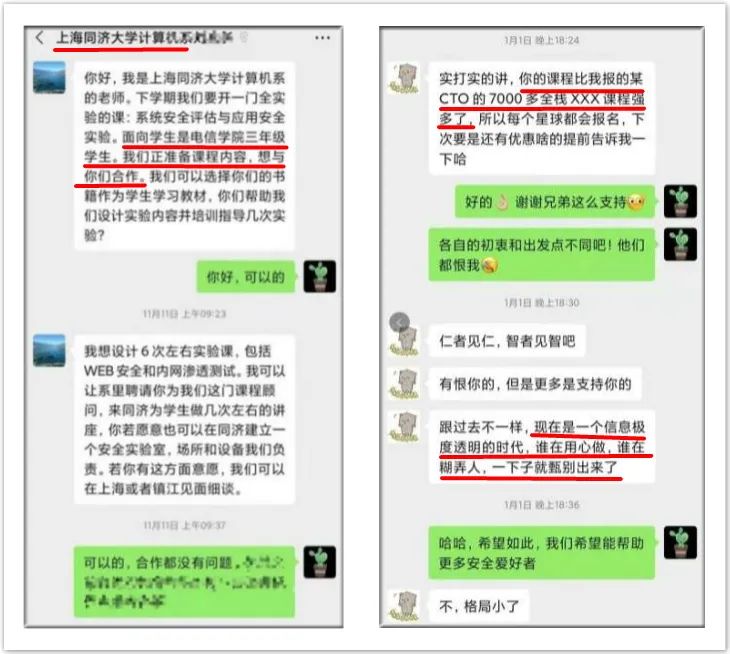 上海同济大学计算机系
你好，我是上海同济大学计算机系
的老师。下学期我们要开一门全实
验的课：系统安全评估与应用安全
实验。面向学生是电信学院三年级
学生。我们正准备课程内容，想与
你们合作。我们可以选择你们的书
籍作为学生学习教材，你们帮助我
们设计实验内容并培训指导几次实
验？
你好，可以的
11月11日 上午09:23
我想设计6次左右实验课，包括
WEB安全和内网渗透测试。我可以
让系里聘请你为我们这门课程顾
问，来同济为学生做几次左右的讲
座，你若愿意也可以在同济建立一
个安全实验室，场所和设备我们负
责。若你有这方面意愿，我们可以
在上海或者镇江见面细谈。
11月11日 上午09:37
可以的，合作都没有问题。
1月1日 晚上18:24
实打实的讲，你的课程比我报的某
CTO的7000多全栈XXX课程强
多了，所以每个星球都会报名，下
次要是还有优惠啥的提前告诉我一
下哈
好的👌🏻 谢谢兄弟这么支持
各自的初衷和出发点不同吧！他们
都恨我
1月1日 晚上18:30
仁者见仁，智者见智吧
有恨你的，但是更多是支持你的
跟过去不一样，现在是一个信息极
度透明的时代，谁在用心做，谁在
糊弄人，一下子就甄别出来了
1月1日 晚上18:36
哈哈，希望如此，我们希望能帮助
更多安全爱好者
不，格局小了